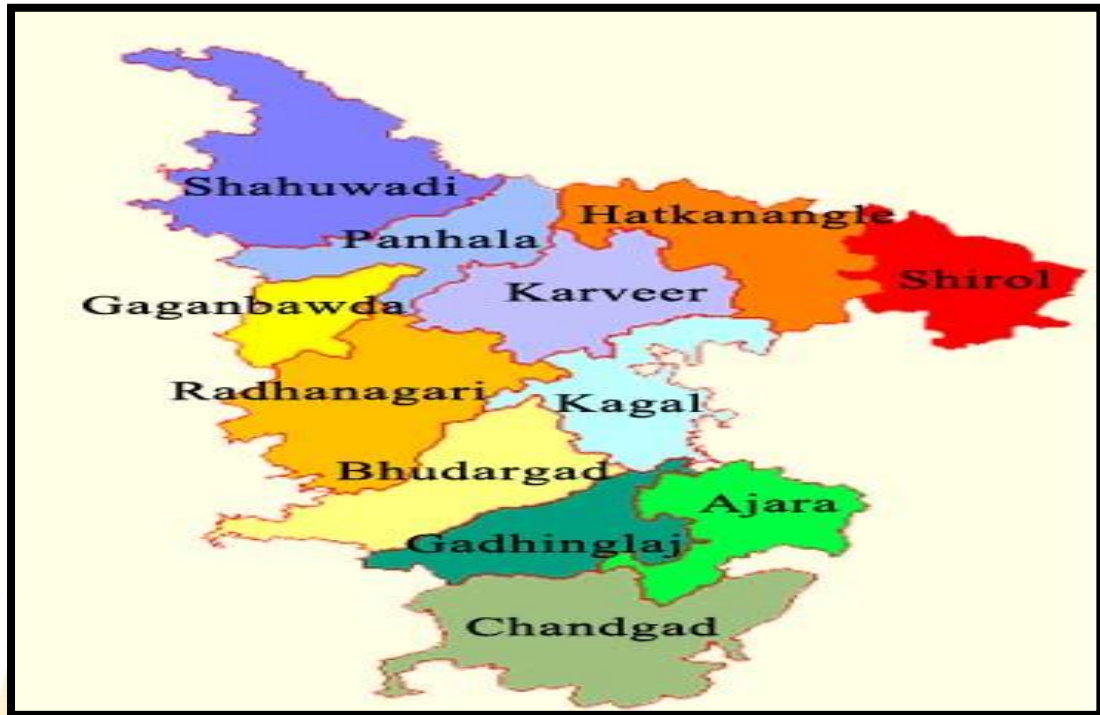 Shahuwadi
Hatkanangle
Panhala
Shirol
Karveer
Gaganbawda
Radhanagari
Kagal
Bhudargad
Ajara
Gadhinglaj
Chandgad